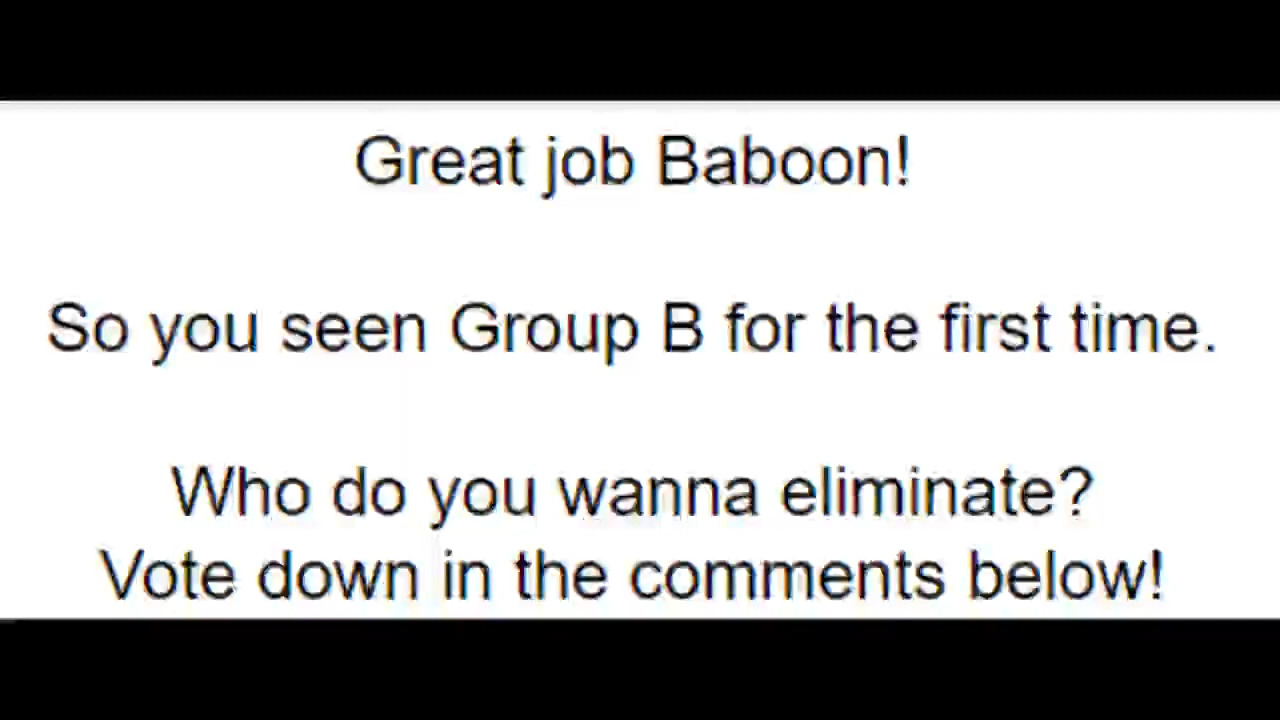 Great job Baboon!
So you seen Group B for the first time.
Who do you wanna eliminate?
Vote down in the comments below!